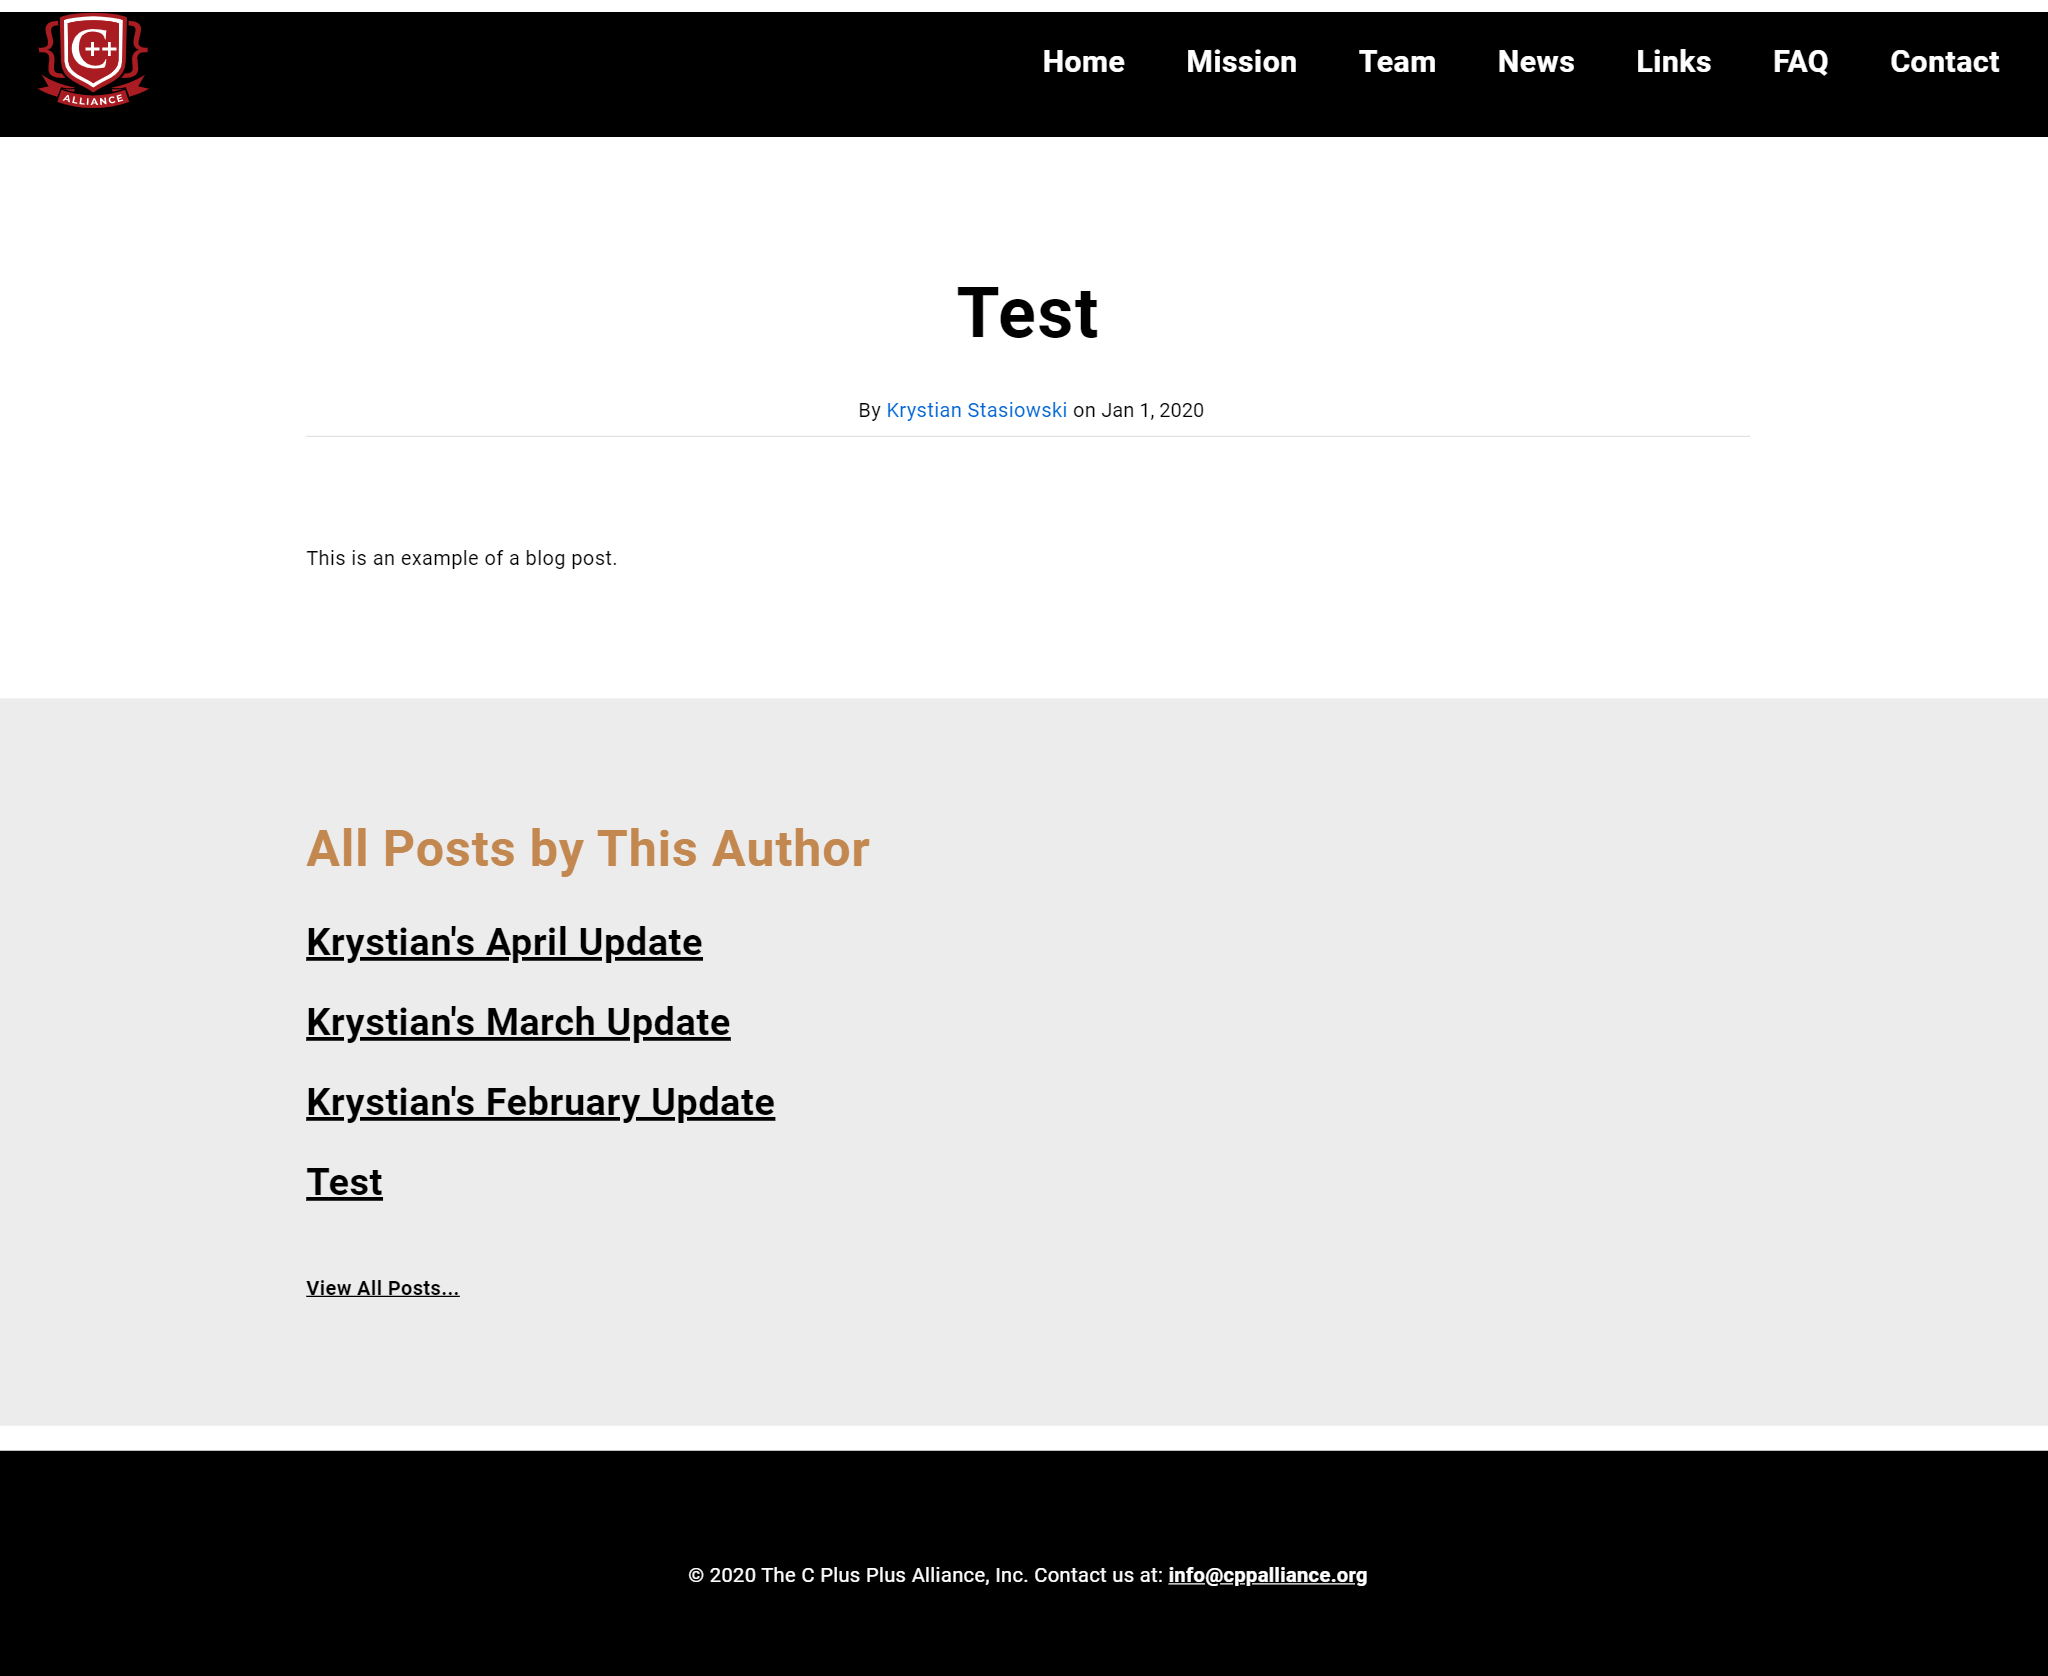 C++
ALLIANCE
Home Mission Team News Links FAQ Contact
Test
By Krystian Stasiowski on Jan 1, 2020
This is an example of a blog post.
All Posts by This Author
Krystian's April Update
Krystian's March Update
Krystian's February Update
Test
View All Posts...
© 2020 The C Plus Plus Alliance, Inc. Contact us at: info@cppalliance.org